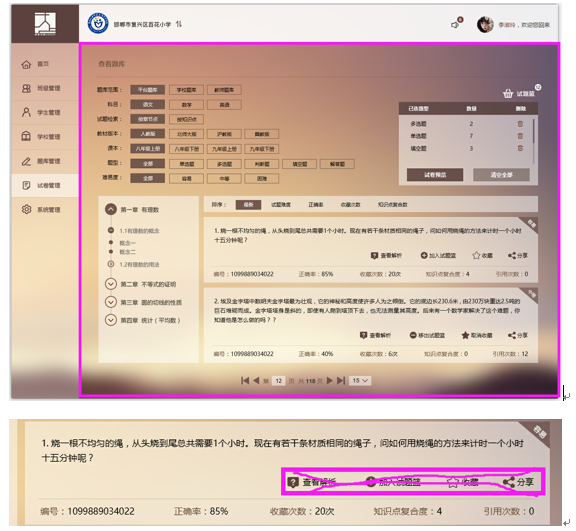 邯郸市复兴区百花小学
6
李淑玲，欢迎您回来
首页
班级管理
学生管理
学校管理
题库管理
试卷管理
系统管理
查看题库
题库范围： 平台题库 学校题库 教师题库
科目： 语文 数学 英语
试题检索： 按章节点 按知识点
教材版本： 人教版 北师大版 沪教版 冀教版
课本： 八年级上册 八年级下册 九年级上册 九年级下册
题型： 全部 单选题 多选题 判断题 填空题 解答题
难易度： 全部 容易 中等 困难
试题篮 12
已选题型 数量 删除
多选题 2
单选题 7
填空题 3
试卷预览 清空全部
第一章 有理数
1.1有理数的概念
概念一
概念二
1.2有理数的用法
第二章 不等式的证明
第三章 圆的切线的性质
第四章 统计（平均数）
排序： 最新 试题难度 正确率 收藏次数 知识点复合度
1. 烧一根不均匀的绳，从头烧到尾总共需要1个小时。现在有若干条材质相同的绳子，问如何用烧绳的方法来计时一个小时
十五分钟呢？
查看解析 加入试题篮 收藏 分享
编号：1099889034022 正确率：85% 收藏次数：20次 知识点复合度：4 引用次数：0
2. 埃及金字塔中数胡夫金字塔最为壮观，它的神秘和高度使许多人为之倾倒。它的底边长230.6米，由230万块重达2.5吨的
巨石堆砌而成。金字塔塔身是斜的，即使有人爬到塔顶上去，也无法测量其高度。后来有一个数学家解决了这个难题，你
知道他是怎么做的吗？？
查看解析 移出试题篮 取消收藏 分享
编号：1099889034022 正确率：40% 收藏次数：6次 知识点复合度：0 引用次数：12
第 12 页 共 118 页 15
容易
1. 烧一根不均匀的绳，从头烧到尾总共需要1个小时。现在有若干条材质相同的绳子，问如何用烧绳的方法来计时一个小时
十五分钟呢？
查看解析 加入试题篮 收藏 分享
编号：1099889034022 正确率：85% 收藏次数：20次 知识点复合度：4 引用次数：0